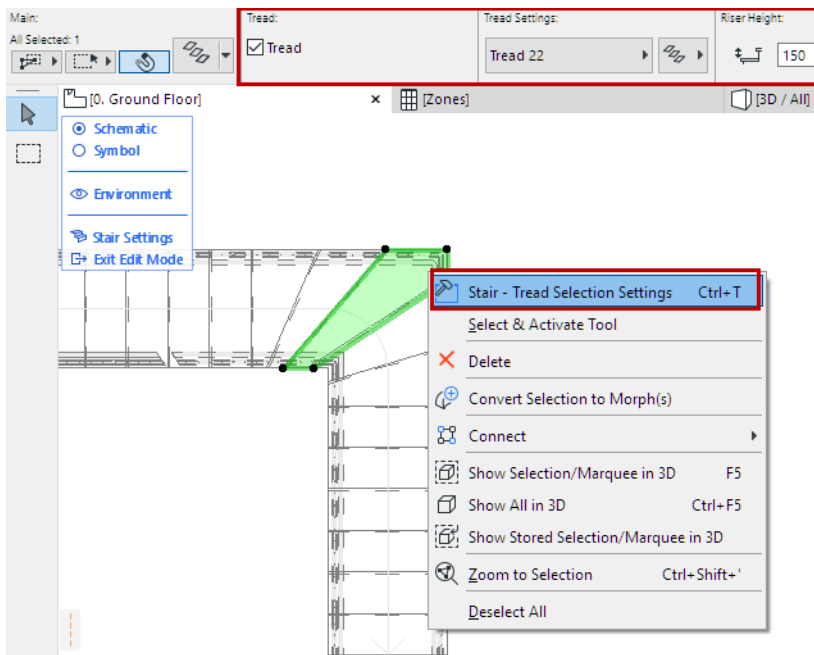 Main:
Tread:
Tread Settings:
Riser Height:
All Selected: 1
Tread
Tread 22
150
[0. Ground Floor]
[Zones]
[3D / All]
Schematic
Symbol
Environment
Stair Settings
Exit Edit Mode
Stair - Tread Selection Settings Ctrl+T
Select & Activate Tool
Delete
Convert Selection to Morph(s)
Connect
Show Selection/Marquee in 3D F5
Show All in 3D Ctrl+F5
Show Stored Selection/Marquee in 3D
Zoom to Selection Ctrl+Shift+'
Deselect All